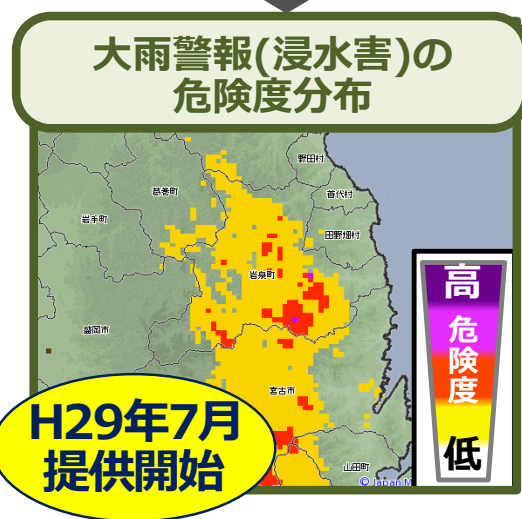 大雨警報(浸水害)の
危険度分布
野田村
葛巻町
普代村
岩手町
田野畑村
岩泉町
盛岡市
宮古市
山田町
高
危険度
低
H29年7月
提供開始
© Japan M